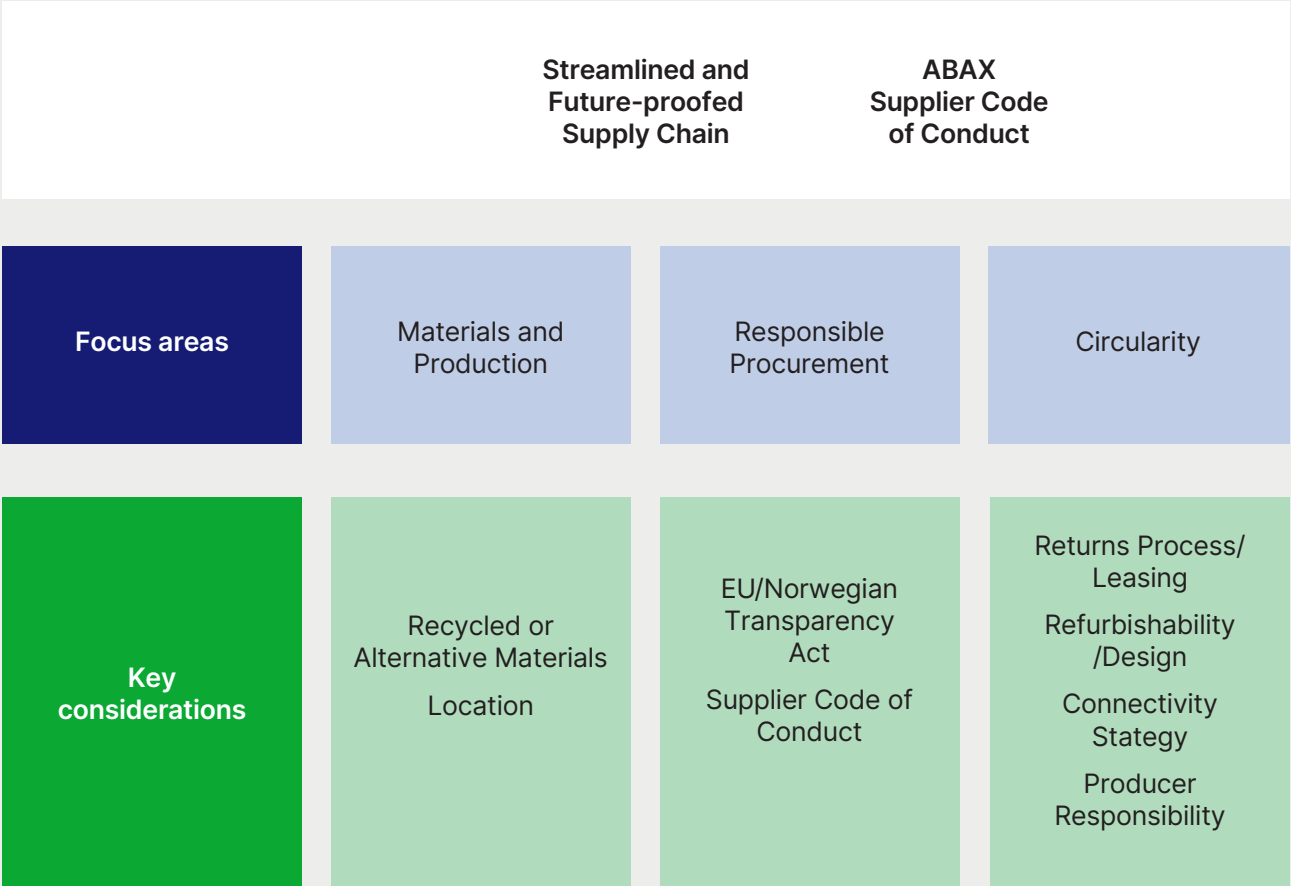 Streamlined and
Future-proofed
Supply Chain
ABAX
Supplier Code
of Conduct
Focus areas
Materials and
Production
Responsible
Procurement
Circularity
Key
considerations
Recycled or
Alternative Materials
Location
EU/Norwegian
Transparency
Act
Supplier Code of
Conduct
Returns Process/
Leasing
Refurbishability
/Design
Connectivity
Stategy
Producer
Responsibility